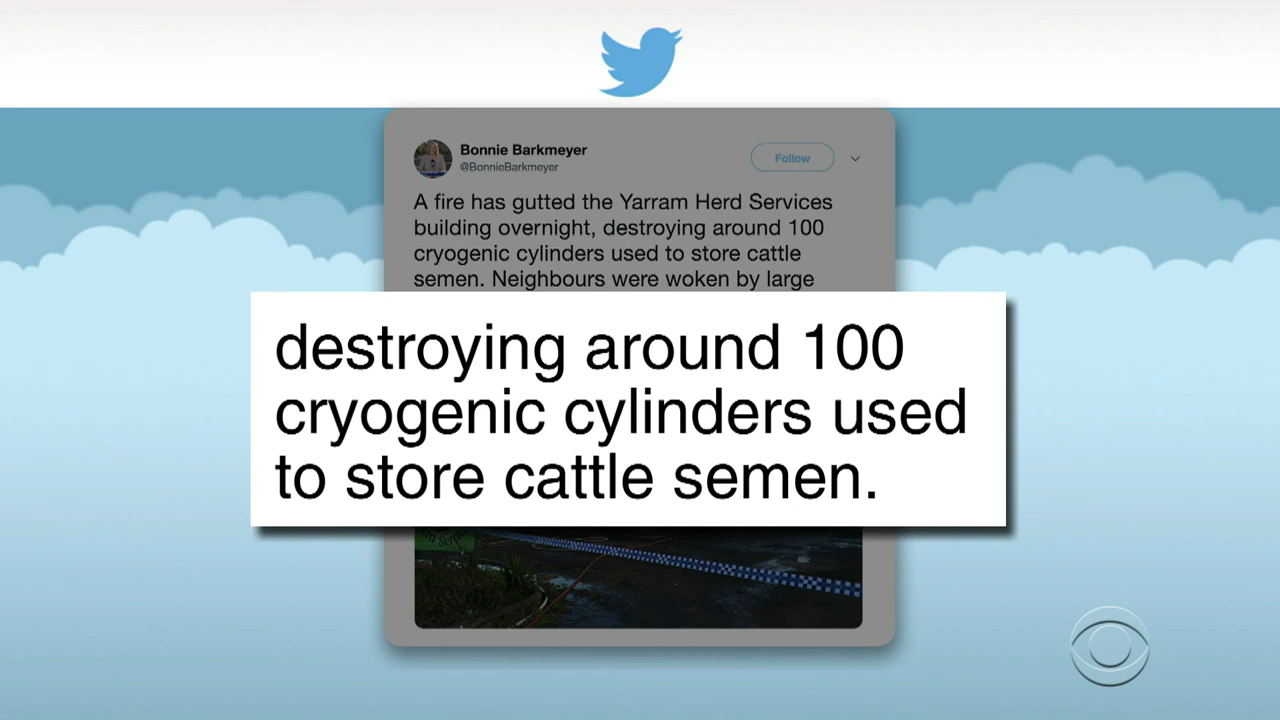 Bonnie Barkmeyer
@BonnieBarkmeyer
Follow
A fire has gutted the Yarram Herd Services
building overnight, destroying around 100
cryogenic cylinders used to store cattle
semen. Neighbours were woken by large
destroying around 100
cryogenic cylinders used
to store cattle semen.